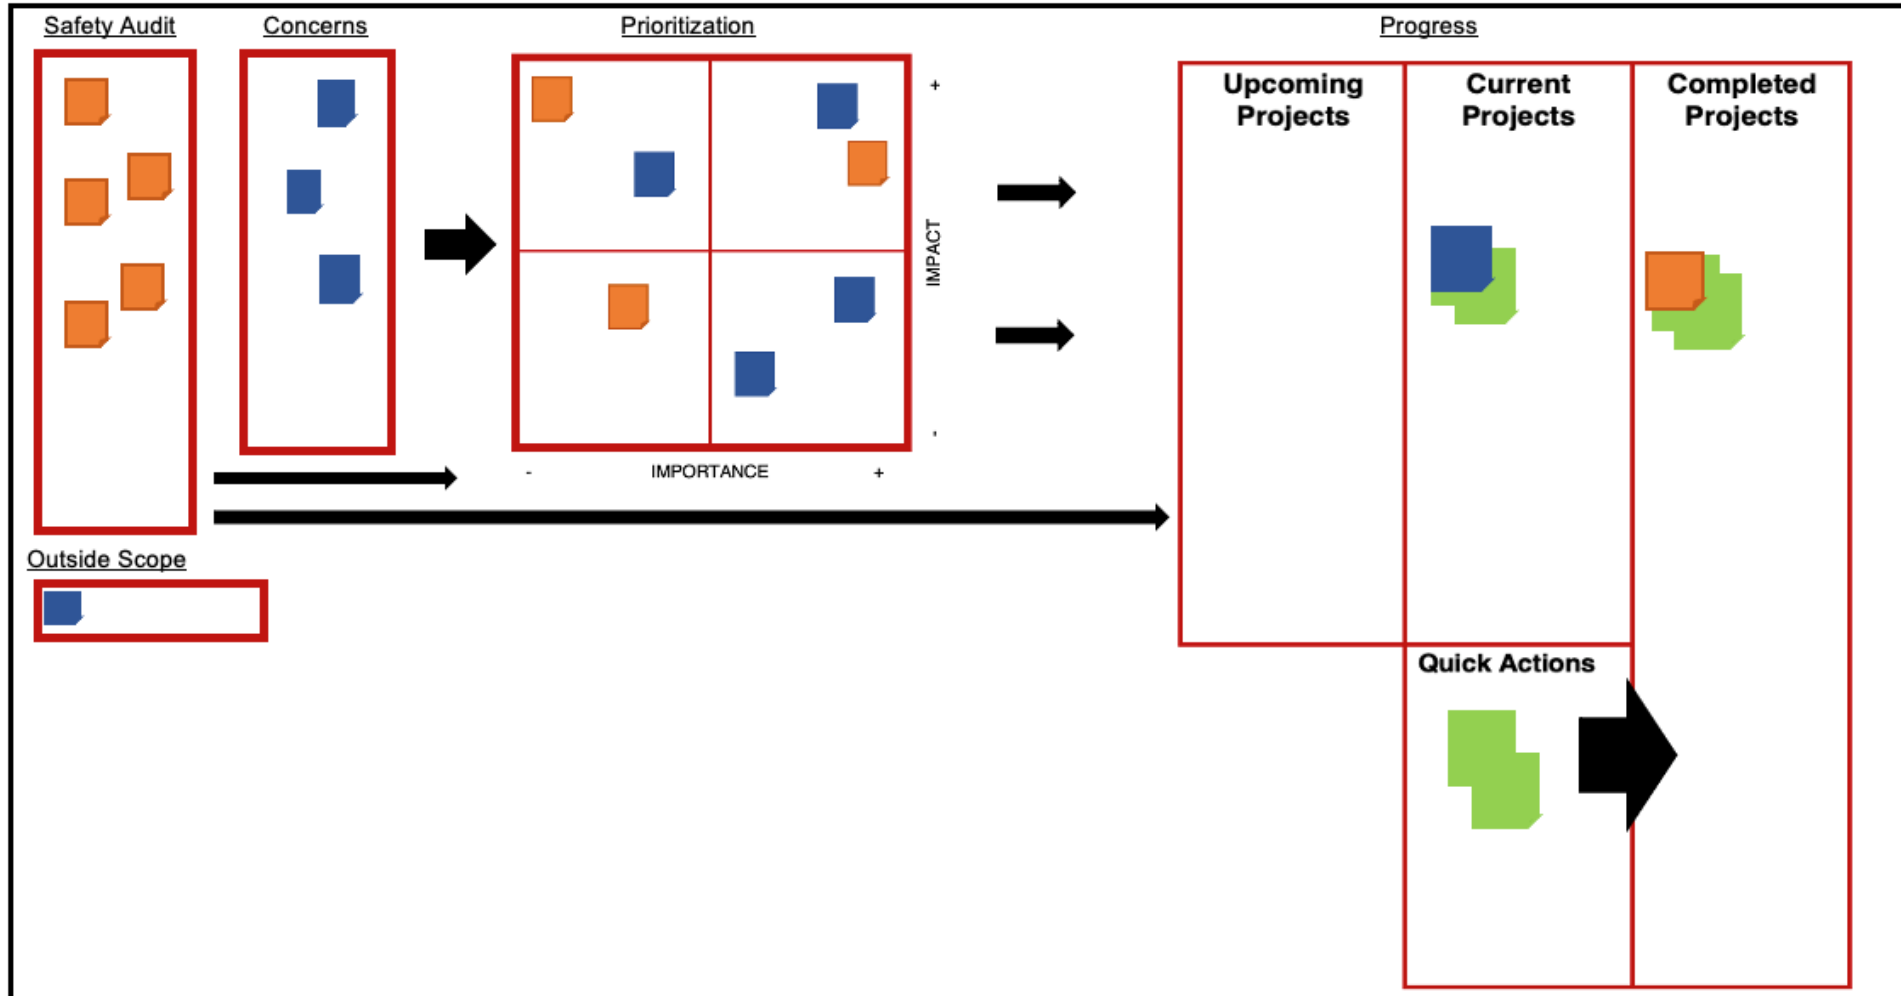 Safety Audit
Concerns
Prioritization
Progress
Upcoming
Projects
Current
Projects
Completed
Projects
+
IMPACT
-
- IMPORTANCE +
Outside Scope
Quick Actions